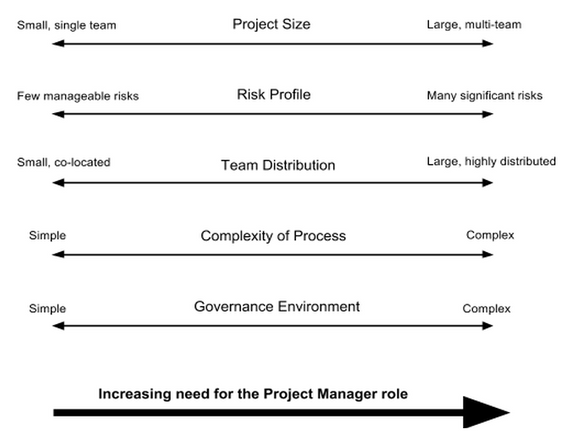 Small, single team
Project Size
Large, multi-team
Few manageable risks
Risk Profile
Many significant risks
Small, co-located
Team Distribution
Large, highly distributed
Simple
Complexity of Process
Complex
Simple
Governance Environment
Complex
Increasing need for the Project Manager role